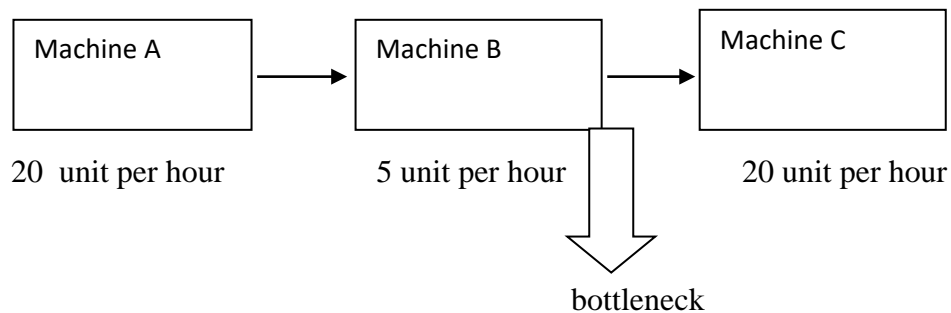 Machine A
Machine B
Machine C
20 unit per hour
5 unit per hour
20 unit per hour
bottleneck